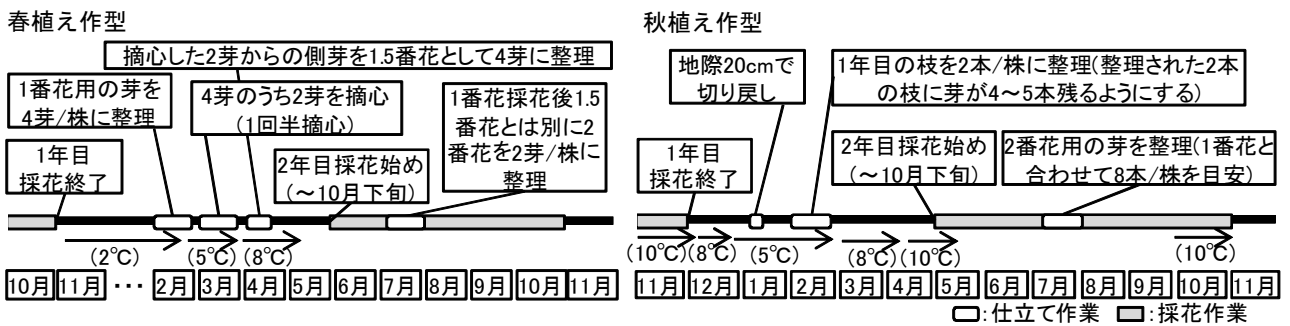 春植え作型
摘心した2芽からの側芽を1.5番花として4芽に整理
1番花用の芽を
4芽/株に整理
4芽のうち2芽を摘心
(1回半摘心)
1番花採花後1.5
番花とは別に2
番花を2芽/株に
整理
1年目
採花終了
2年目採花始め
(～10月下旬)
(2℃)
(5℃)
(8℃)
10月 11月 ・・・ 2月 3月 4月 5月 6月 7月 8月 9月 10月 11月
秋植え作型
地際20cmで
切り戻し
1年目の枝を2本/株に整理(整理された2本
の枝に芽が4～5本残るようにする)
1年目
採花終了
2年目採花始め
(～10月下旬)
2番花用の芽を整理(1番花と
合わせて8本/株を目安)
(10℃)
(8℃)
(5℃)
(8℃)
(10℃)
(10℃)
11月 12月 1月 2月 3月 4月 5月 6月 7月 8月 9月 10月 11月
:仕立て作業 :採花作業